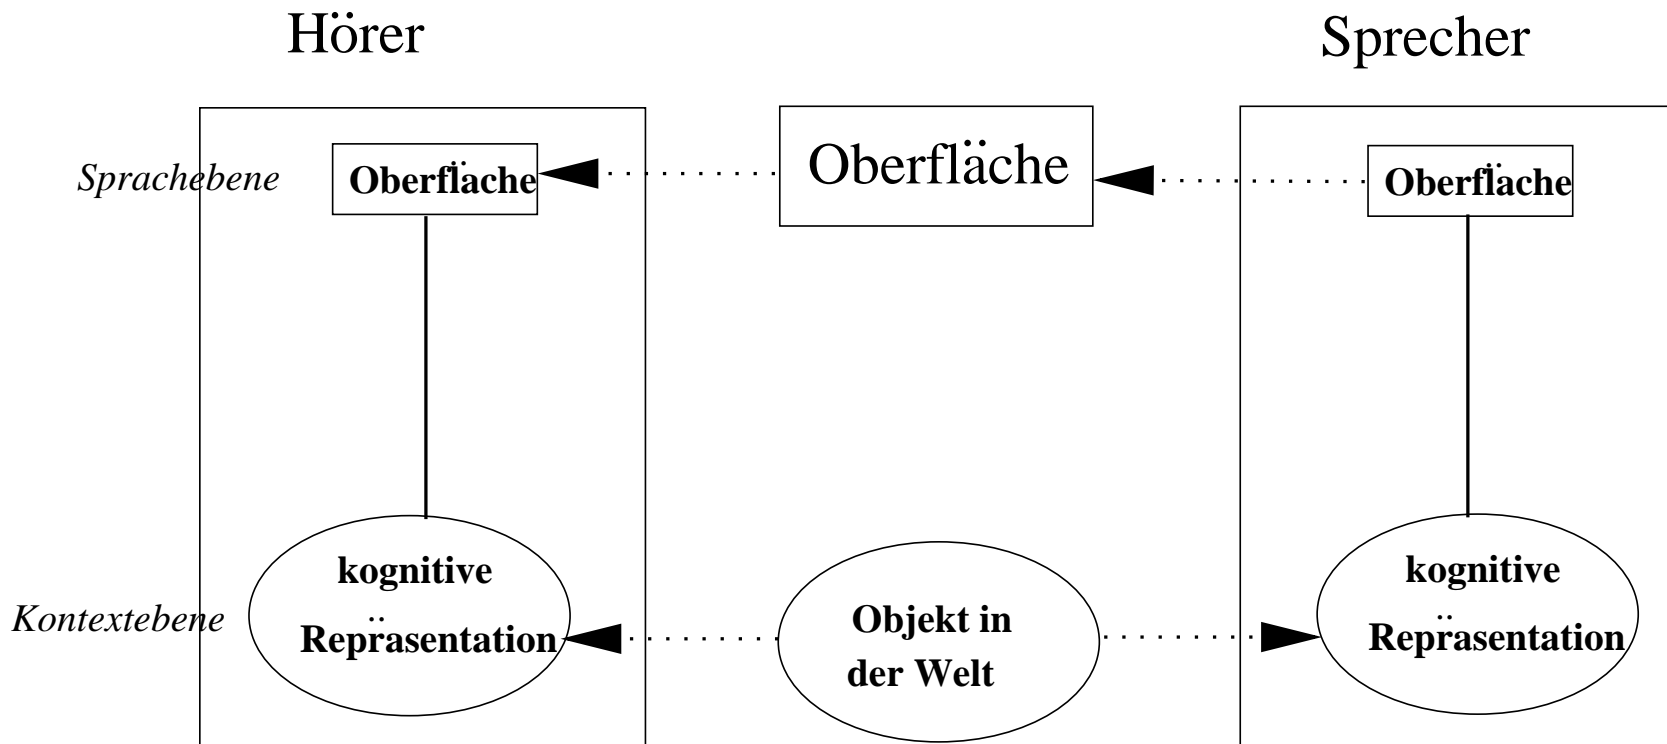 Hörer
Sprecher
Sprachebene
Oberfläche
Oberfläche
Oberfläche
kognitive
Repräsentation
Kontextebene
Objekt in
der Welt
kognitive
Repräsentation